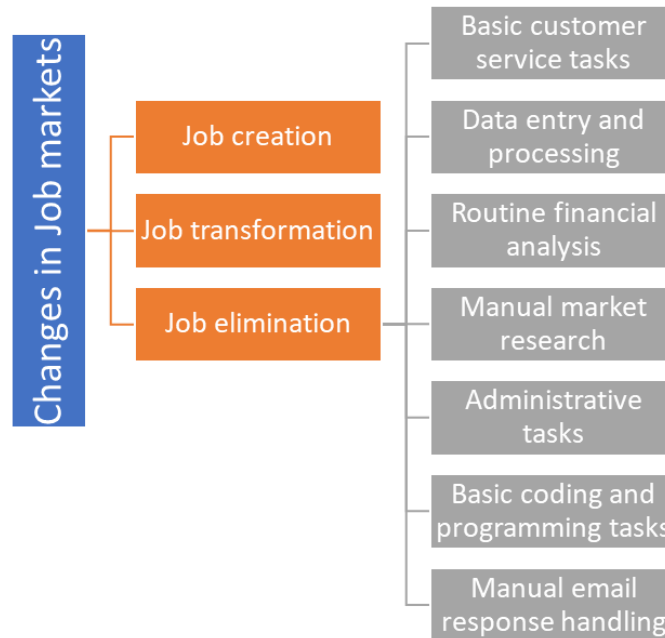 Changes in Job markets
Job creation
Job transformation
Job elimination
Basic customer
service tasks
Data entry and
processing
Routine financial
analysis
Manual market
research
Administrative
tasks
Basic coding and
programming tasks
Manual email
response handling